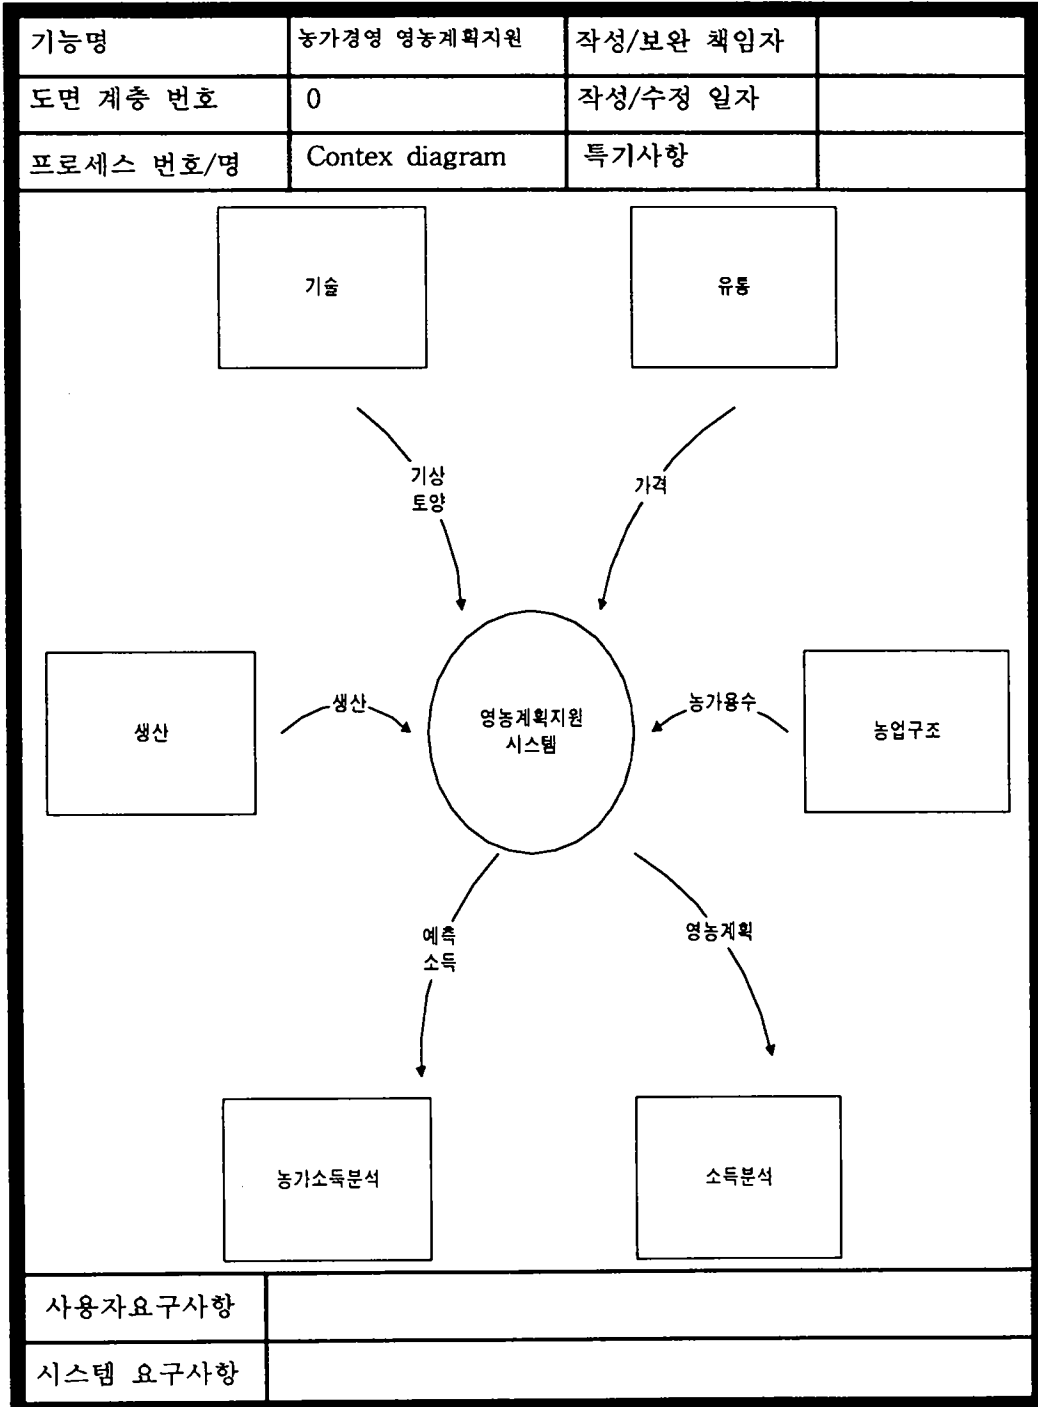 기능명 농가경영 영농계획지원 작성/보완 책임자
도면 계층 번호 0 작성/수정 일자
프로세스 번호/명 Contex diagram 특기사항
기술
유통
기상
토양
가격
생산
생산
영농계획지원
시스템
농가용수
농업구조
예측
소득
영농계획
농가소득분석
소득분석
사용자요구사항
시스템 요구사항